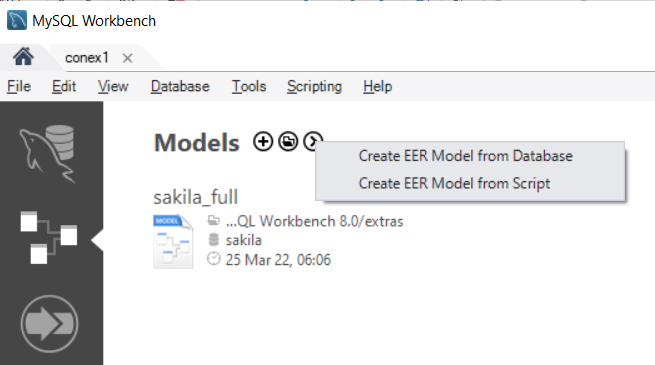 MySQL Workbench
conex1
File Edit View Database Tools Scripting Help
Models
Create EER Model from Database
Create EER Model from Script
sakila_full
MODEL
...QL Workbench 8.0/extras
sakila
25 Mar 22, 06:06